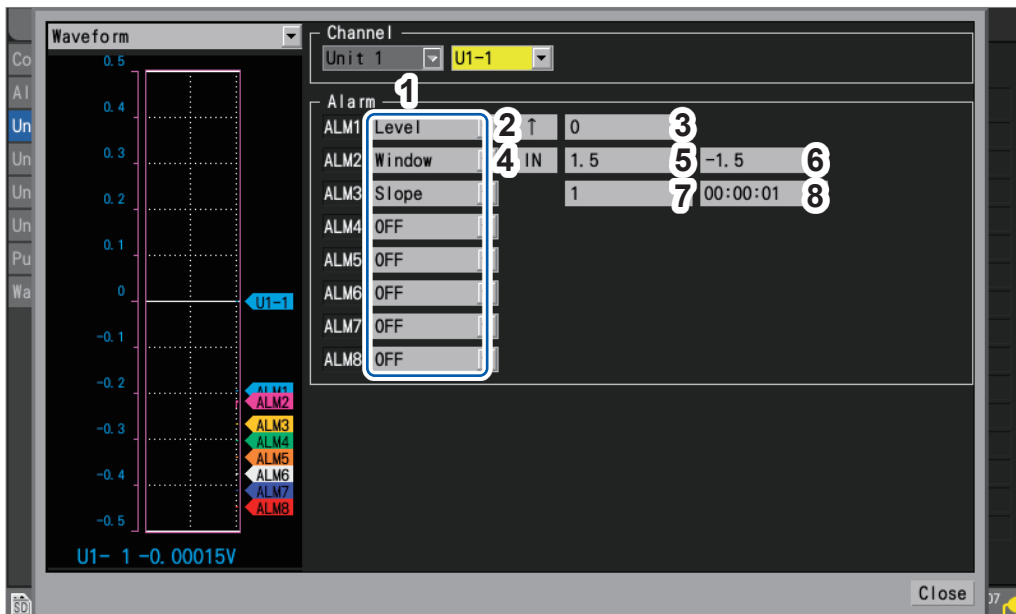 Waveform
Channel
Unit 1 U1-1
0.5
0.4
0.3
0.2
0.1
0
-0.1
-0.2
-0.3
-0.4
-0.5
U1-1
ALM1
ALM2
ALM3
ALM4
ALM5
ALM6
ALM7
ALM8
U1- 1 -0.00015V
Alarm 1
ALM1 Level 2 ↑ 0 3
ALM2 Window 4 IN 1.5 5 -1.5 6
ALM3 Slope 1 7 00:00:01 8
ALM4 OFF
ALM5 OFF
ALM6 OFF
ALM7 OFF
ALM8 OFF
Close
Co
Al
Un
Un
Un
Un
Pu
Wa
SD
07